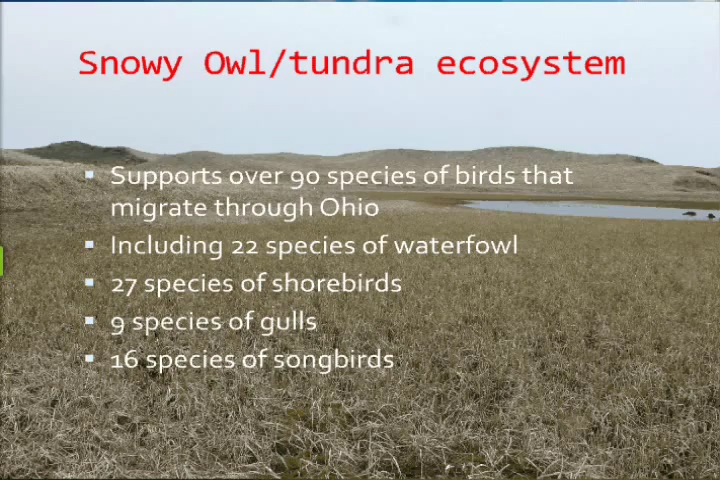 Snowy Owl/tundra ecosystem
▪ Supports over 90 species of birds that
migrate through Ohio
▪ Including 22 species of waterfowl
▪ 27 species of shorebirds
▪ 9 species of gulls
▪ 16 species of songbirds